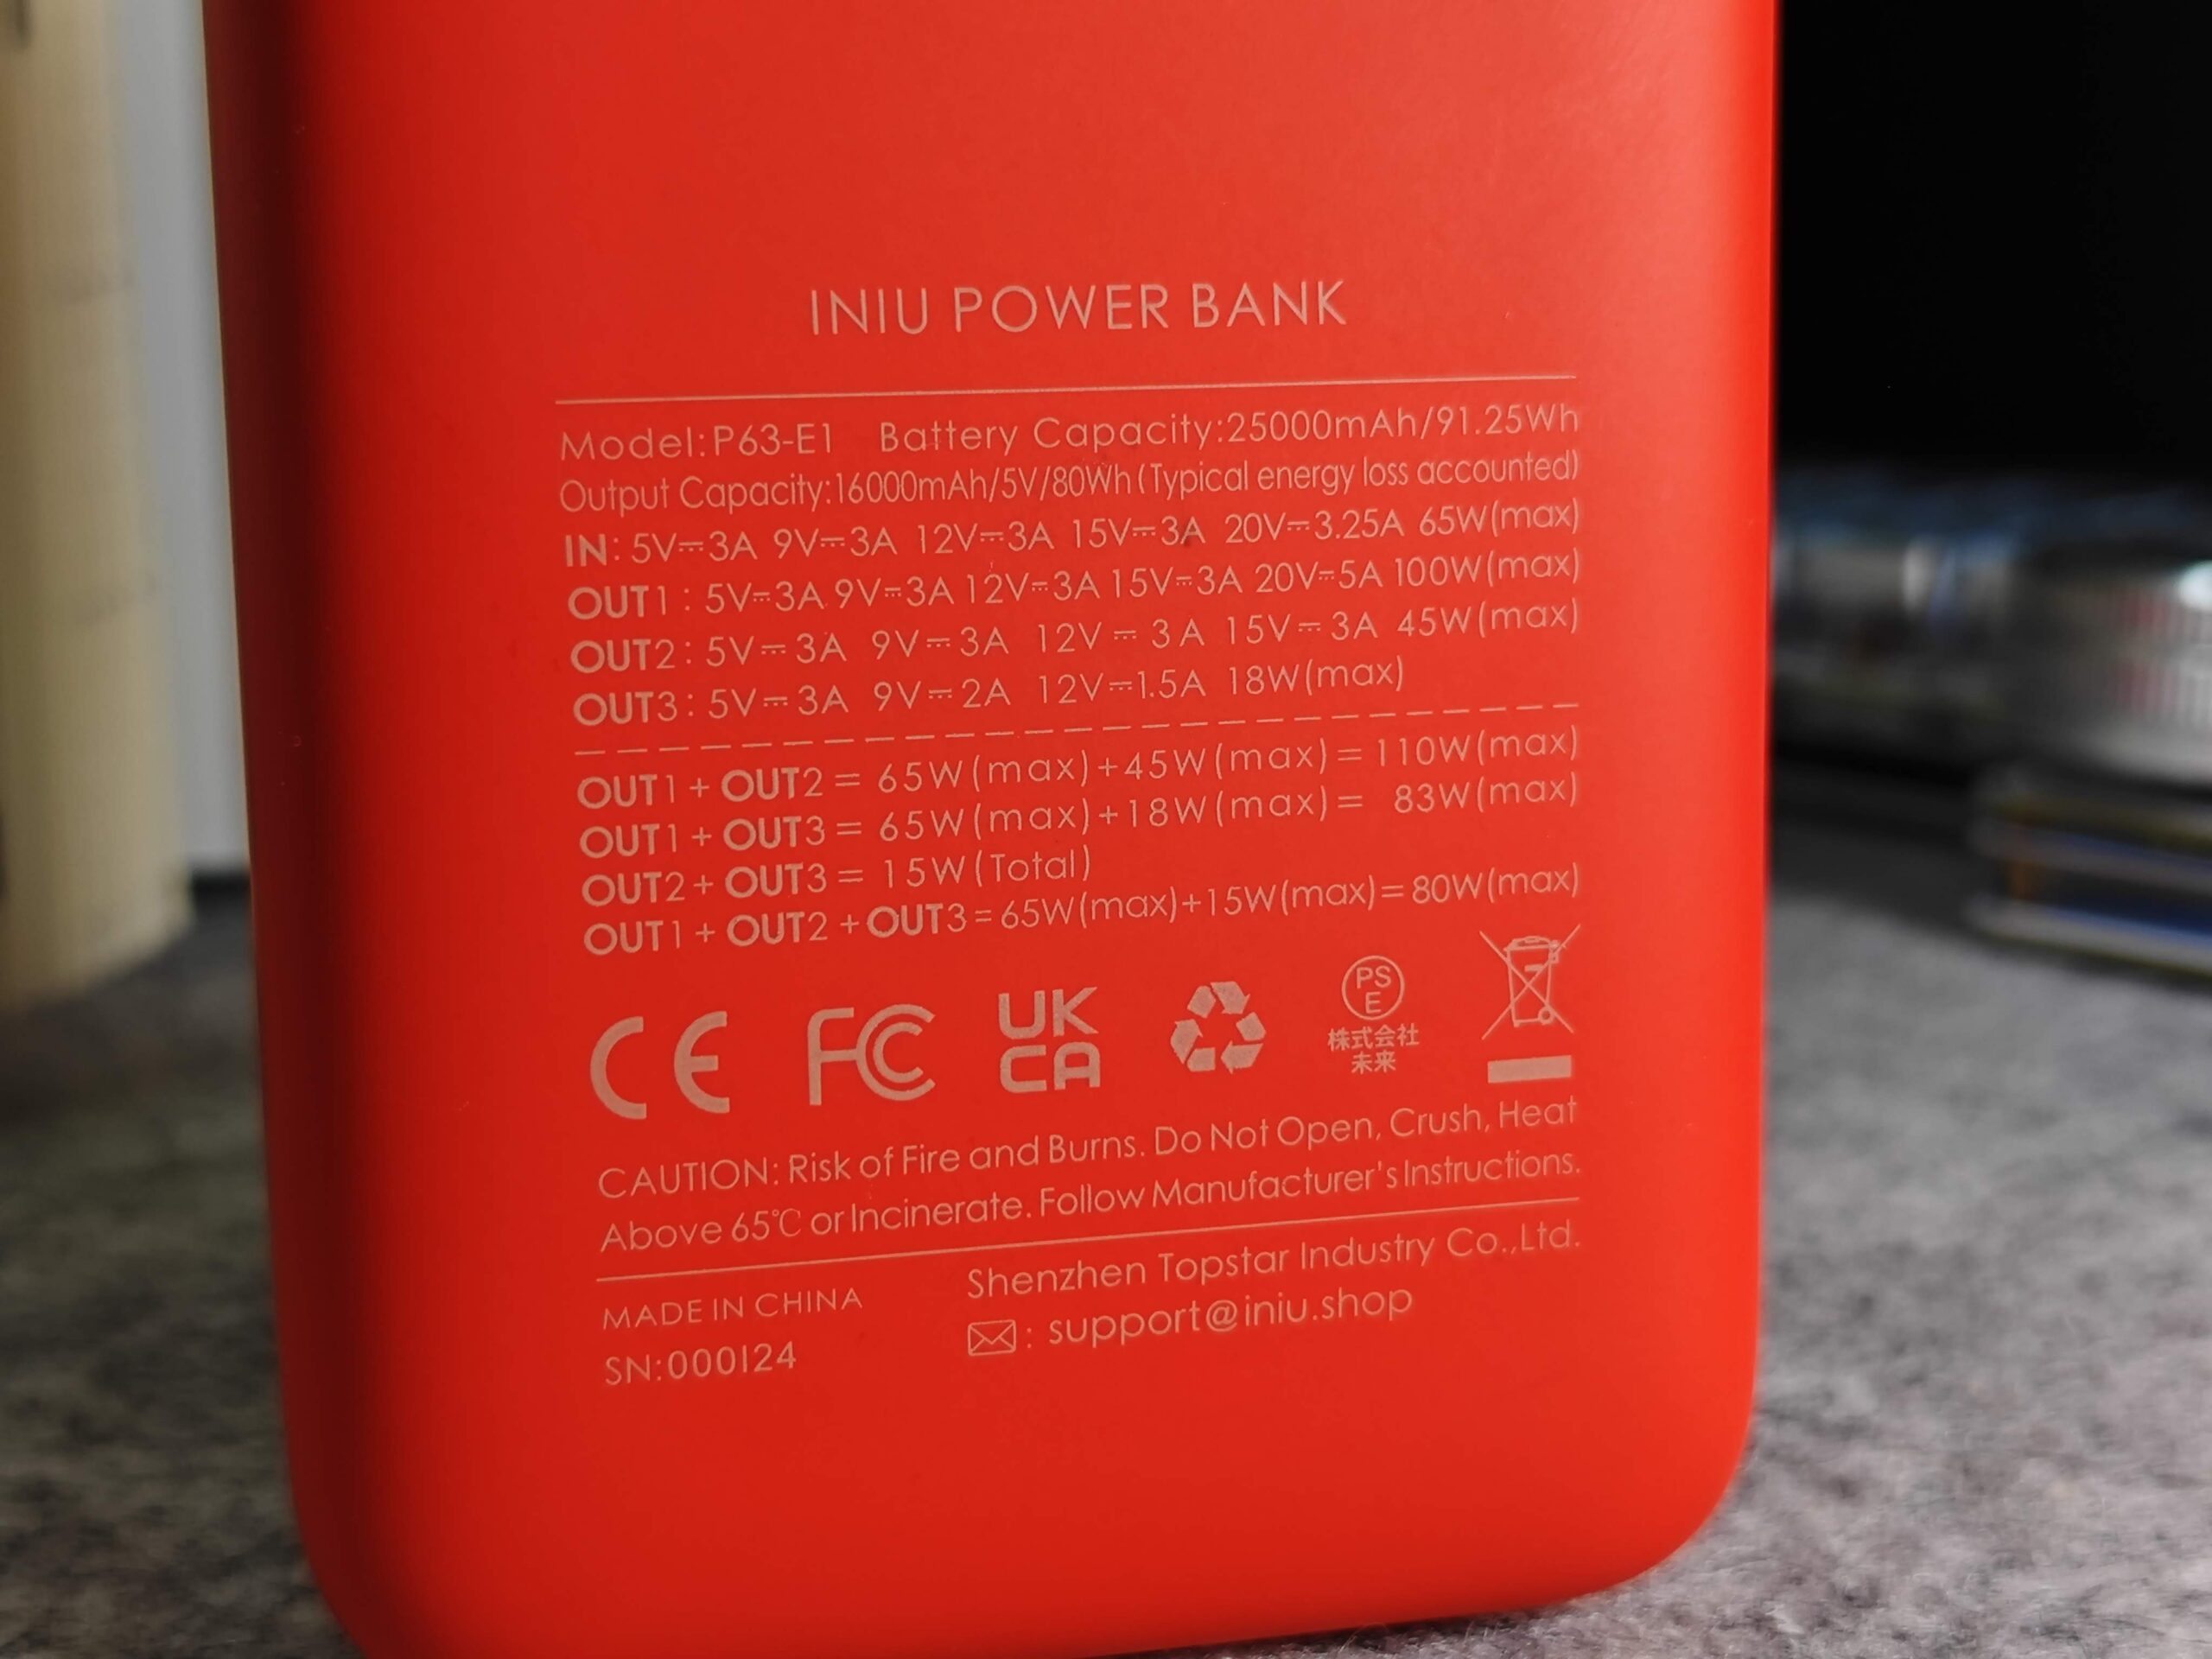 INIU POWER BANK
Model:P63-E1 Battery Capacity:25000mAh/91.25Wh
Output Capacity:16000mAh/5V/80Wh(Typical energy loss accounted)
IN: 5V⎓3A 9V⎓3A 12V⎓3A 15V⎓3A 20V⎓3.25A 65W(max)
OUT1: 5V⎓3A 9V⎓3A 12V⎓3A 15V⎓3A 20V⎓5A 100W(max)
OUT2: 5V⎓3A 9V⎓3A 12V⎓3A 15V⎓3A 45W(max)
OUT3: 5V⎓3A 9V⎓2A 12V⎓1.5A 18W(max)
OUT1 + OUT2 = 65W(max)+45W(max)= 110W(max)
OUT1 + OUT3 = 65W(max)+18W(max)= 83W(max)
OUT2 + OUT3 = 15W(Total)
OUT1 + OUT2 +OUT3=65W(max)+15W(max)=80W(max)
CE FC UK
CA
PS
E
株式会社
未来
CAUTION: Risk of Fire and Burns. Do Not Open, Crush, Heat
Above 65℃ or Incinerate. Follow Manufacturer's Instructions.
MADE IN CHINA
SN:000124
Shenzhen Topstar Industry Co.,Ltd.
: support@iniu.shop